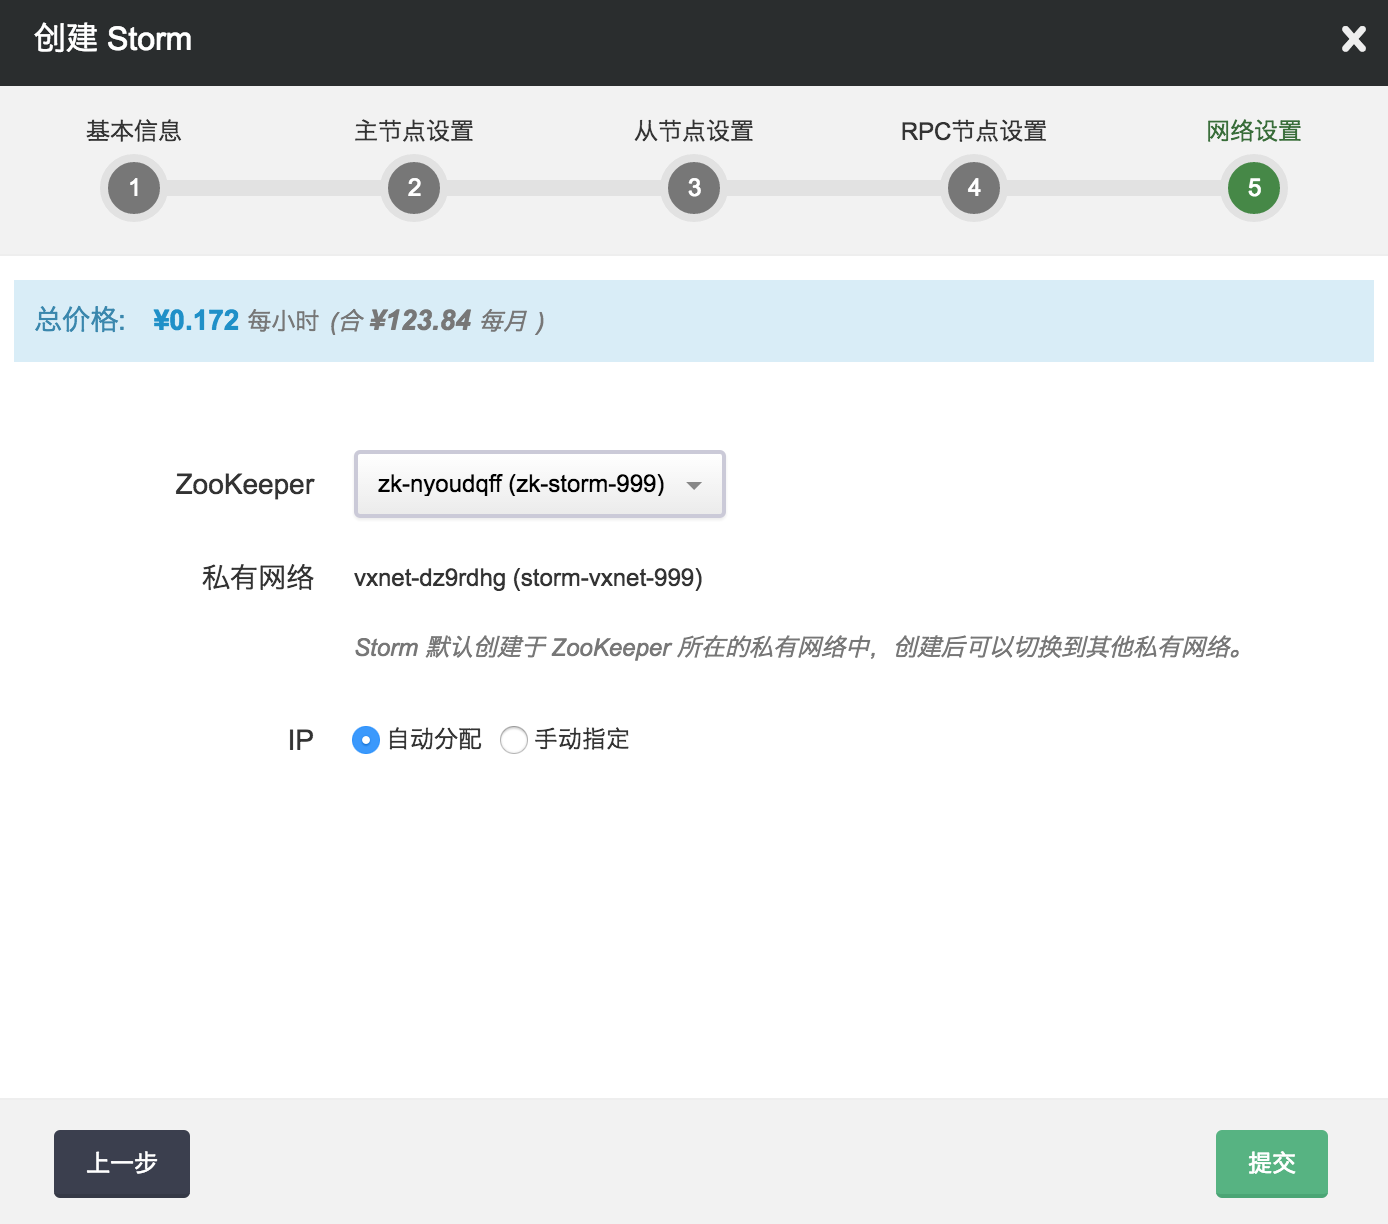 创建 Storm
基本信息 主节点设置 从节点设置 RPC节点设置 网络设置
1 2 3 4 5
总价格: ¥0.172 每小时 (合 ¥123.84 每月 )
ZooKeeper zk-nyoudqff (zk-storm-999)
私有网络 vxnet-dz9rdhg (storm-vxnet-999)
Storm 默认创建于 ZooKeeper 所在的私有网络中，创建后可以切换到其他私有网络。
IP 自动分配 手动指定
上一步 提交